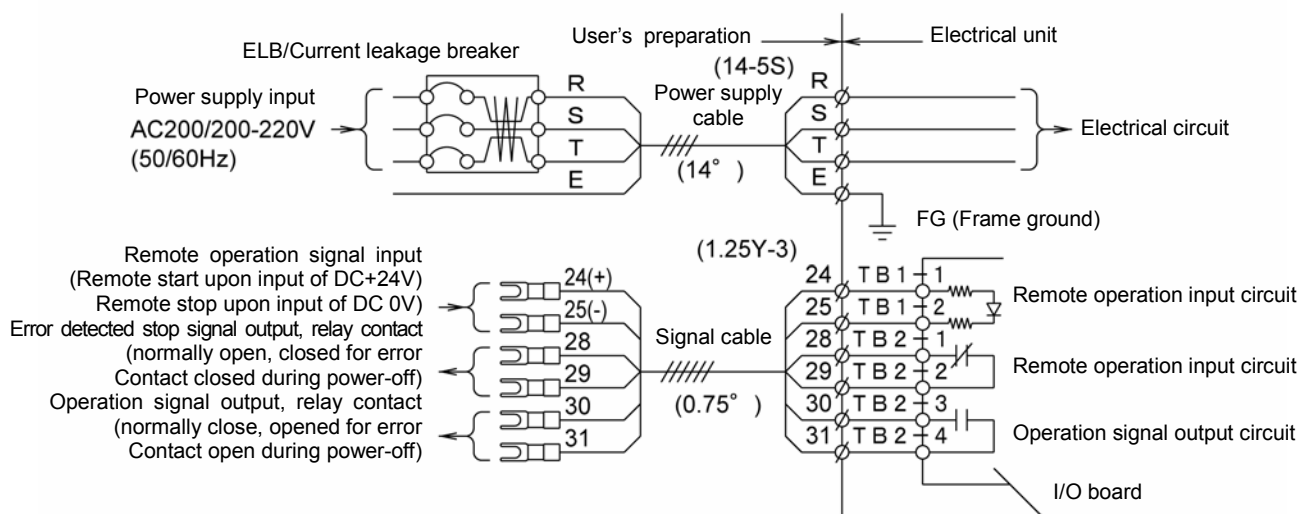 User's preparation
Electrical unit
ELB/Current leakage breaker
(14-5S)
Power supply input
AC200/200-220V
(50/60Hz)
R
S
T
E
Power supply
cable
(14° )
R
S
T
E
Electrical circuit
FG (Frame ground)
Remote operation signal input
(Remote start upon input of DC+24V)
Remote stop upon input of DC 0V)
Error detected stop signal output, relay contact
(normally open, closed for error
Contact closed during power-off)
Operation signal output, relay contact
(normally close, opened for error
Contact open during power-off)
24(+)
25(-)
28
29
30
31
Signal cable
(0.75° )
(1.25Y-3)
24 TB1-1
25 TB1-2
28 TB2-1
29 TB2-2
30 TB2-3
31 TB2-4
Remote operation input circuit
Remote operation input circuit
Operation signal output circuit
I/O board